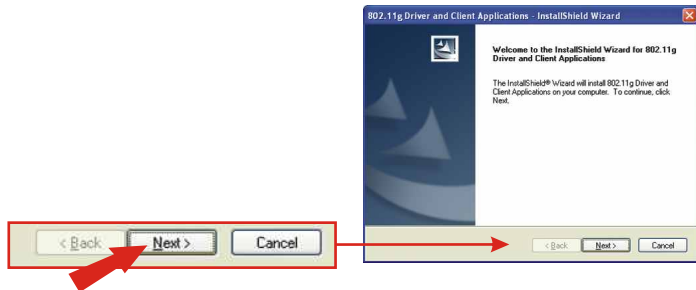 802.11g Driver and Client Applications - InstallShield Wizard
Welcome to the InstallShield Wizard for 802.11g
Driver and Client Applications
The InstallShield® Wizard will install 802.11g Driver and
Client Applications on your computer. To continue, click
Next.
< Back Next > Cancel
< Back Next > Cancel